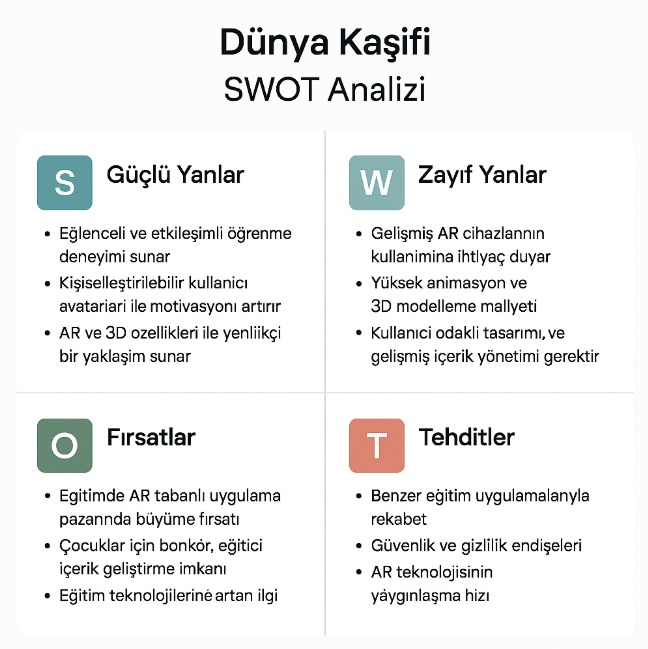 Dünya Kaşifi
SWOT Analizi
S
Güçlü Yanlar
• Eğlenceli ve etkileşimli öğrenme
deneyimi sunar
• Kişiselleştirilebilir kullanıcı
avatariari ile motivasyonı artırır
• AR ve 3D ozellikleri ile yenliikçi
bir yaklaşim sunar
W
Zayıf Yanlar
• Gelişmiş AR cihazlannın
kullanimina ihtlyaç duyar
• Yüksek animasyon ve
3D modelleme mallyeti
• Kullanıci odakli tasarımı, ve
gelişmiş içerik yönetimi gerektir
O
Fırsatlar
• Egitimde AR tabanlı uygulama
pazannda büyüme fırsatı
• Çocuklar için bonkór, eğitici
içerik geliştirme imkanı
• Eğitim teknolojilerinè artan ilgi
T
Tehditler
• Benzer eğitim uygulamalanyla
rekabet
• Güvenlik ve gizlilik endişeleri
• AR teknolojisinin
yáygınlaşma hizı